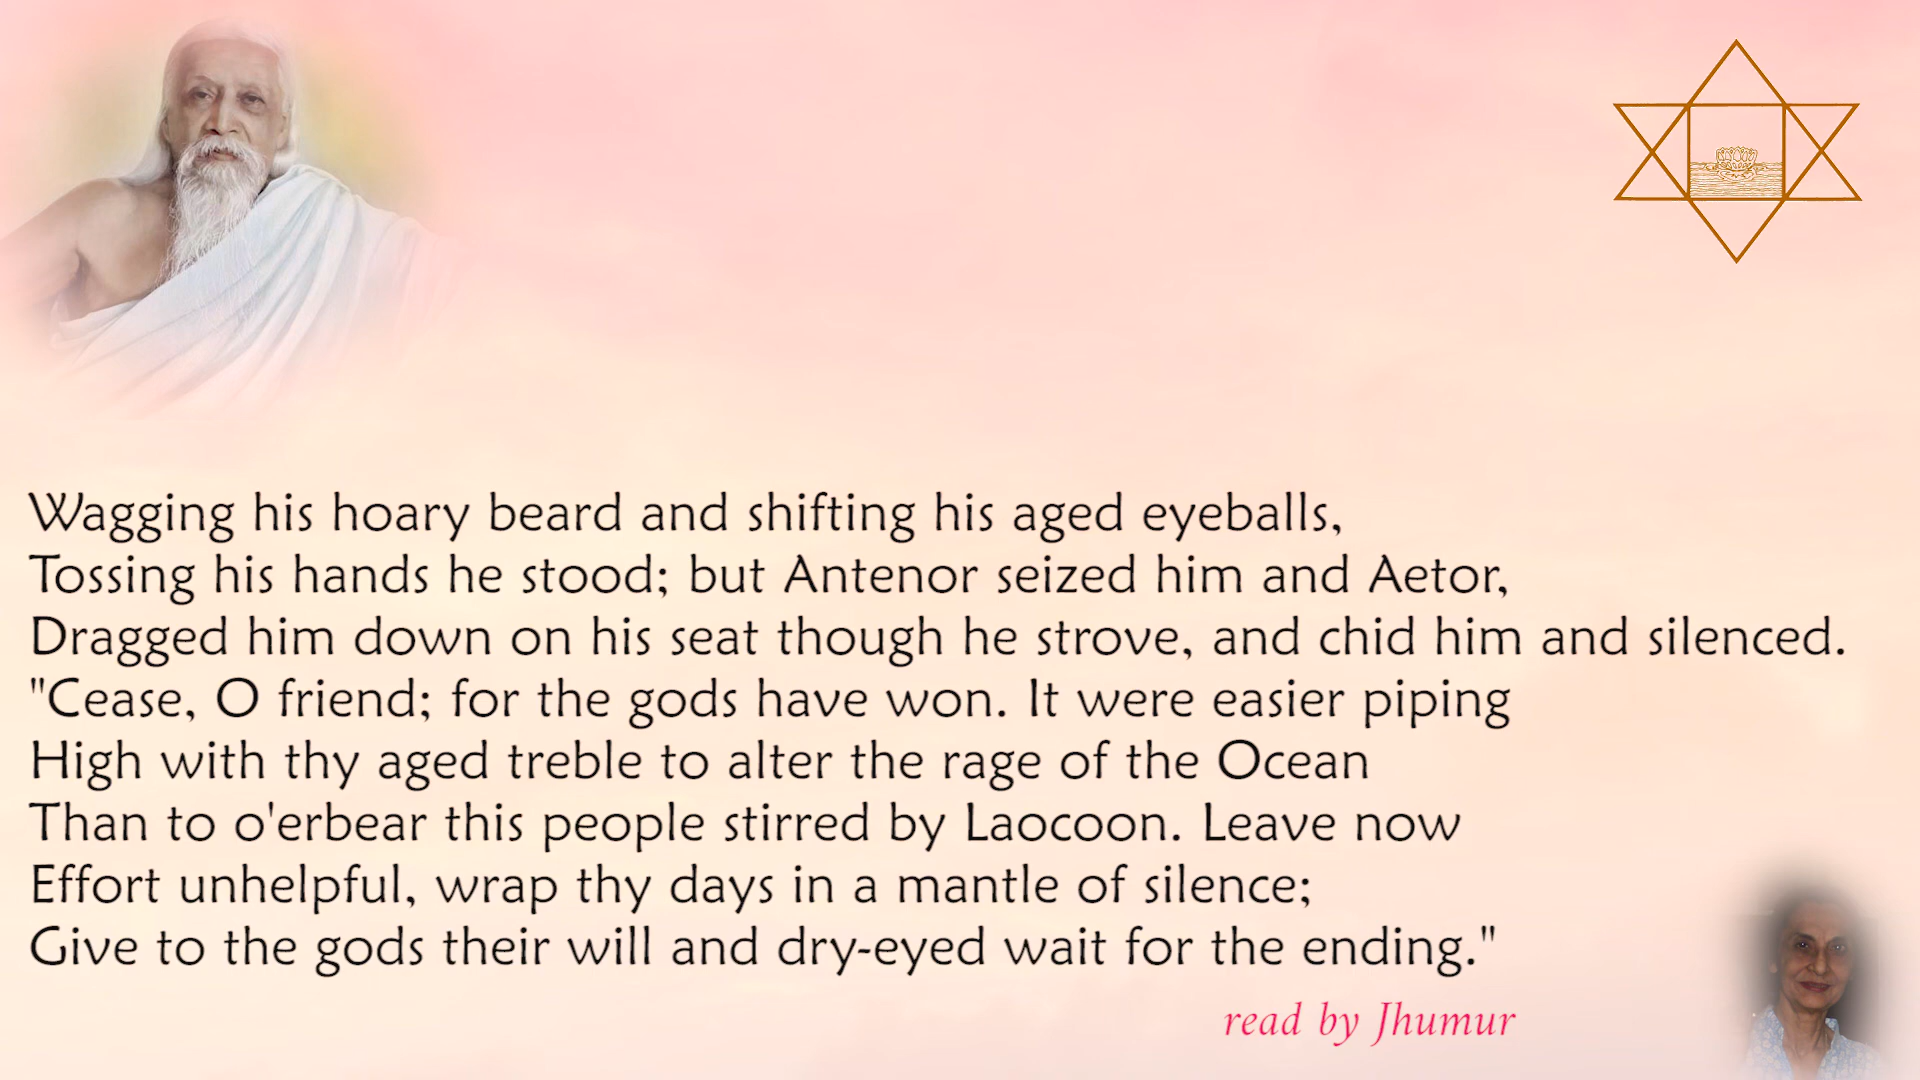 Wagging his hoary beard and shifting his aged eyeballs,
Tossing his hands he stood; but Antenor seized him and Aetor,
Dragged him down on his seat though he strove, and chid him and silenced.
"Cease, O friend; for the gods have won. It were easier piping
High with thy aged treble to alter the rage of the Ocean
Than to o'erbear this people stirred by Laocoon. Leave now
Effort unhelpful, wrap thy days in a mantle of silence;
Give to the gods their will and dry-eyed wait for the ending."
read by Jhumur